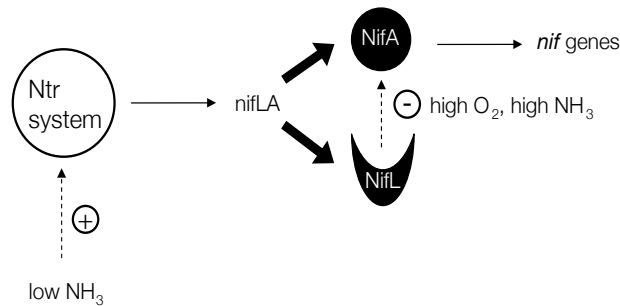 NifA
nif genes
Ntr
system
nifLA
- high O₂, high NH₃
NifL
+
low NH₃